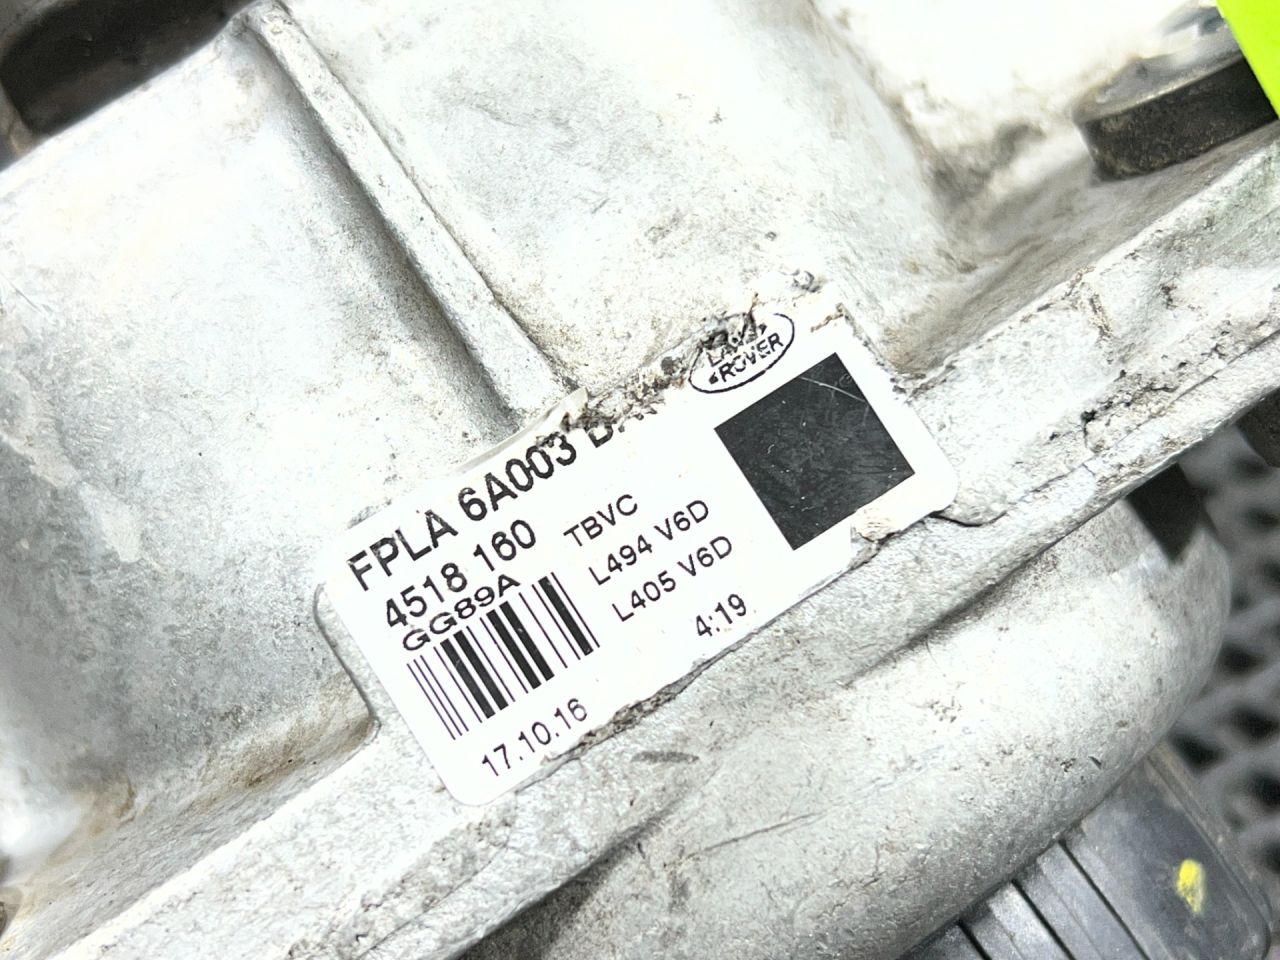 LAND
ROVER
FPLA 6A003
4518 160
GG89A
TBVC
L494 V6D
L405 V6D
4:19
17.10.16